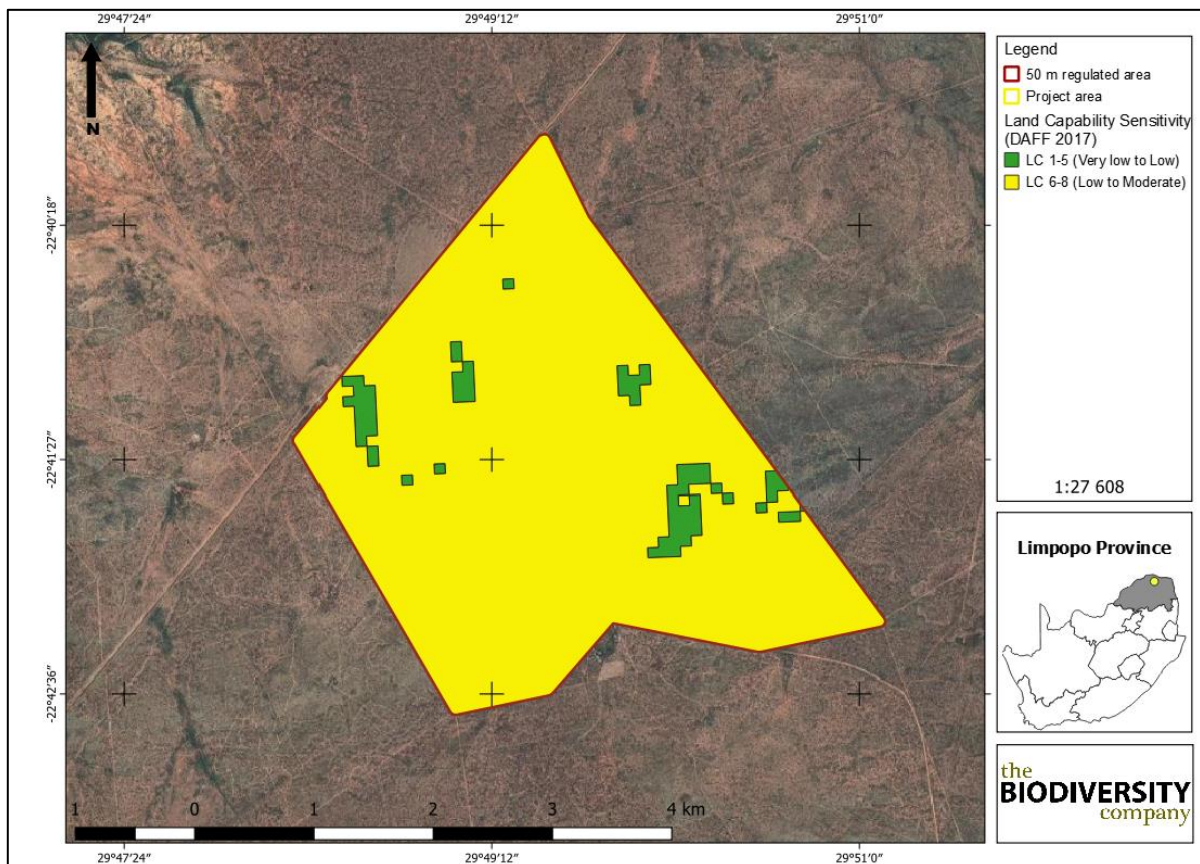 29°47'24″ 29°49'12″ 29°51'0″
N
-22°40'18″
-22°41'27″
-22°42'36″
1 0 1 2 3 4 km
29°47'24″ 29°49'12″ 29°51'0″
Legend
50 m regulated area
Project area
Land Capability Sensitivity
(DAFF 2017)
LC 1-5 (Very low to Low)
LC 6-8 (Low to Moderate)
1:27 608
Limpopo Province
the
BIODIVERSITY
company